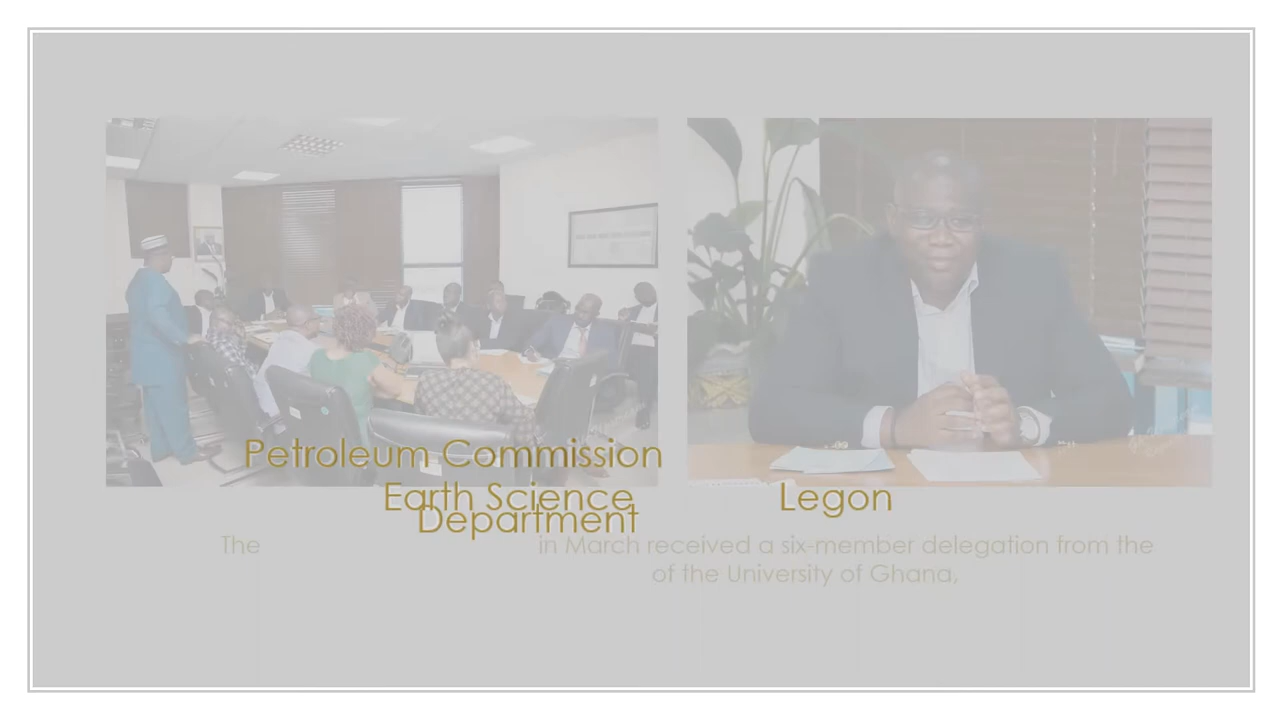 Petroleum Commission
Earth Science Legon
Department
The in March received a six-member delegation from the
of the University of Ghana,